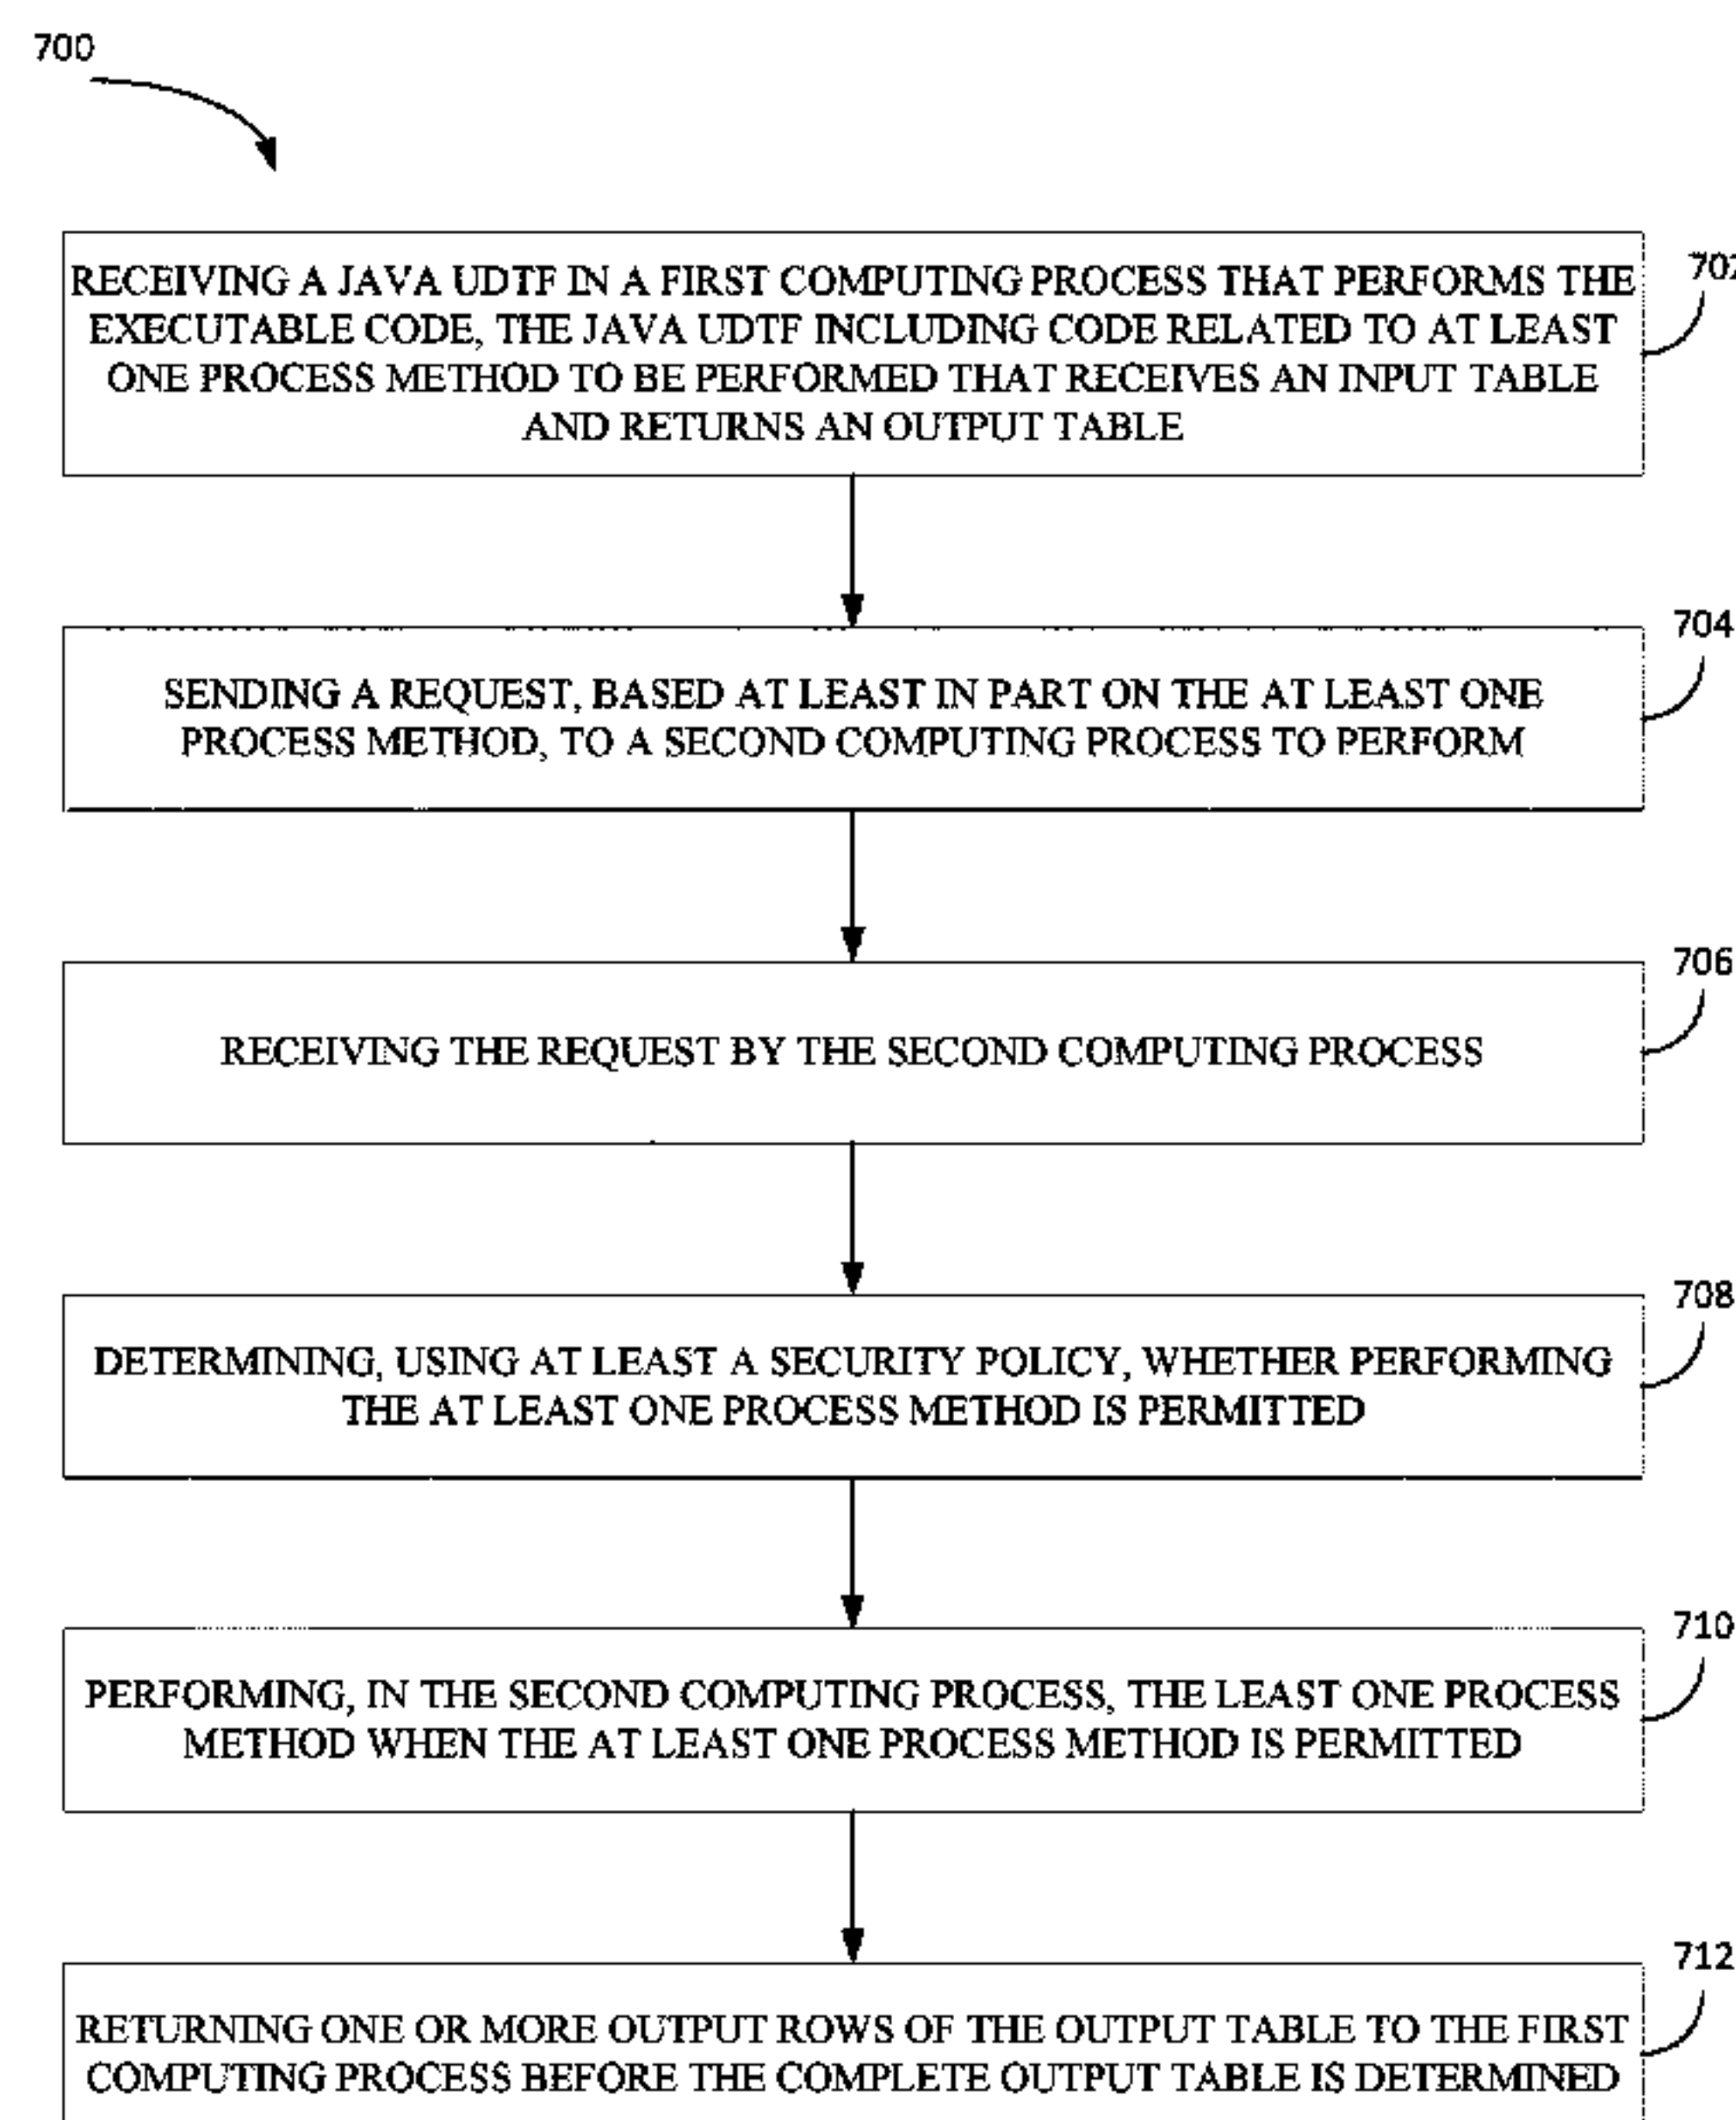 700
RECEIVING A JAVA UDTF IN A FIRST COMPUTING PROCESS THAT PERFORMS THE
EXECUTABLE CODE, THE JAVA UDTF INCLUDING CODE RELATED TO AT LEAST
ONE PROCESS METHOD TO BE PERFORMED THAT RECEIVES AN INPUT TABLE
AND RETURNS AN OUTPUT TABLE
702
SENDING A REQUEST, BASED AT LEAST IN PART ON THE AT LEAST ONE
PROCESS METHOD, TO A SECOND COMPUTING PROCESS TO PERFORM
704
RECEIVING THE REQUEST BY THE SECOND COMPUTING PROCESS
706
DETERMINING, USING AT LEAST A SECURITY POLICY, WHETHER PERFORMING
THE AT LEAST ONE PROCESS METHOD IS PERMITTED
708
PERFORMING, IN THE SECOND COMPUTING PROCESS, THE LEAST ONE PROCESS
METHOD WHEN THE AT LEAST ONE PROCESS METHOD IS PERMITTED
710
RETURNING ONE OR MORE OUTPUT ROWS OF THE OUTPUT TABLE TO THE FIRST
COMPUTING PROCESS BEFORE THE COMPLETE OUTPUT TABLE IS DETERMINED
712